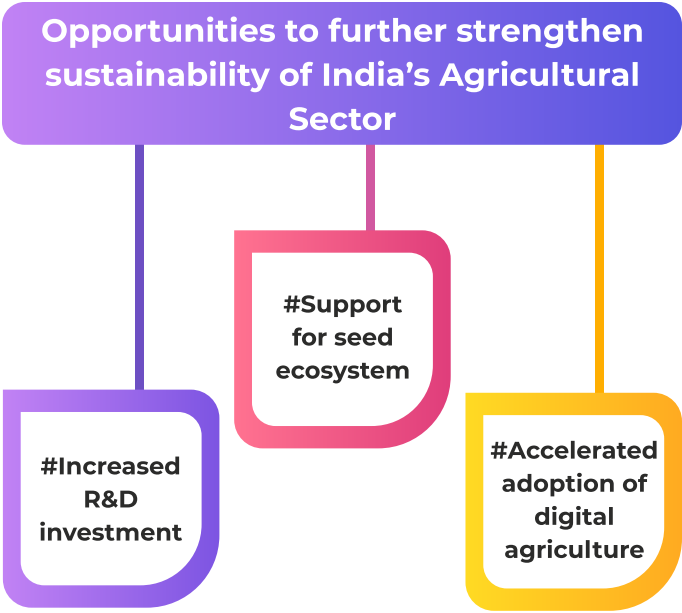 Opportunities to further strengthen
sustainability of India’s Agricultural
Sector
#Support
for seed
ecosystem
#Increased
R&D
investment
#Accelerated
adoption of
digital
agriculture